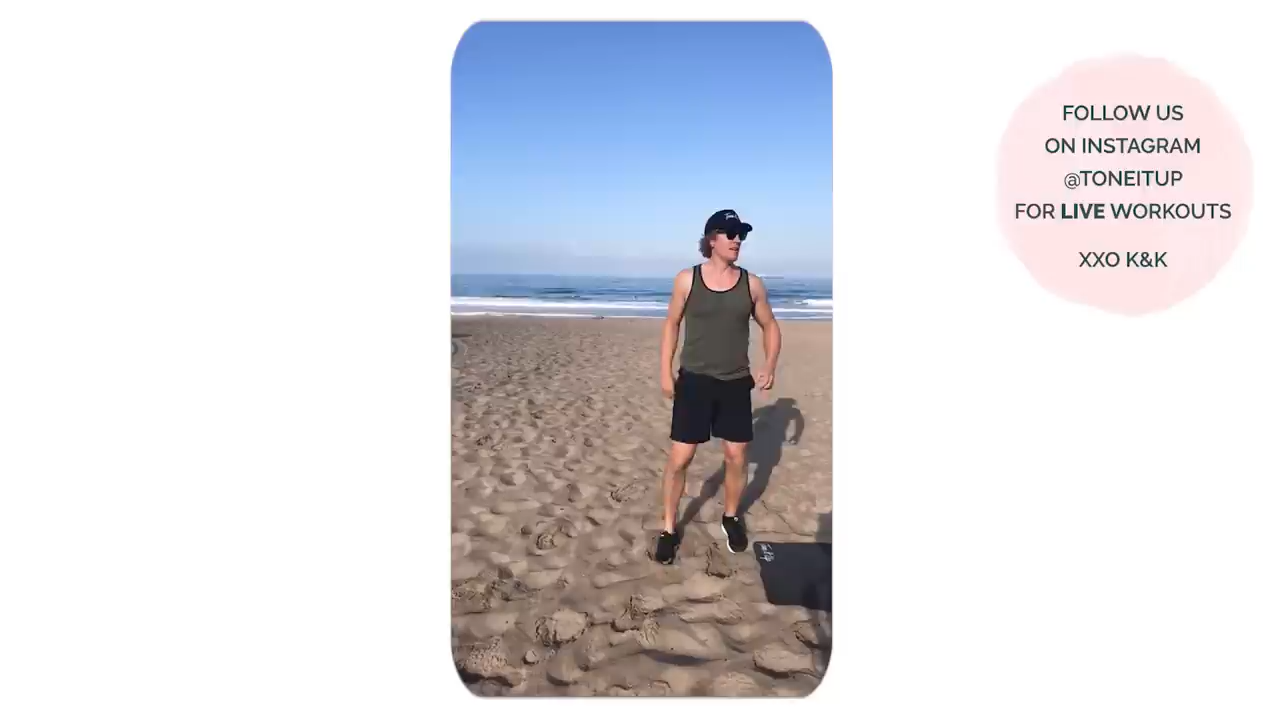 FOLLOW US
ON INSTAGRAM
@TONEITUP
FOR LIVE WORKOUTS
XXO K&K